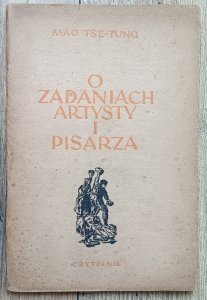 MAO TSE-TUNG
O
ZADANIACH
ARTYSTY
I
PISARZA
CZYTELNIK